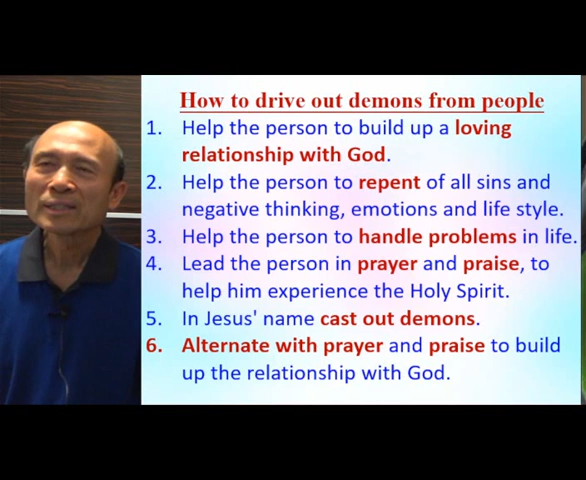 How to drive out demons from people
1. Help the person to build up a loving
relationship with God.
2. Help the person to repent of all sins and
negative thinking, emotions and life style.
3. Help the person to handle problems in life.
4. Lead the person in prayer and praise, to
help him experience the Holy Spirit.
5. In Jesus' name cast out demons.
6. Alternate with prayer and praise to build
up the relationship with God.